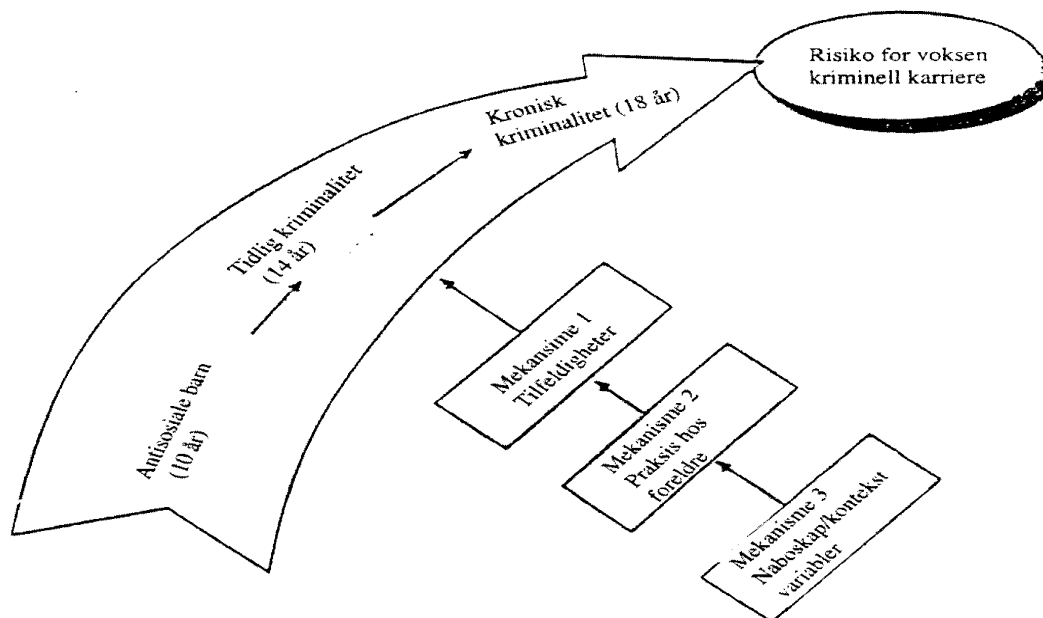 Risiko for voksen
kriminell karriere
Kronisk
kriminalitet (18 år)
Tidlig kriminalitet
(14 år)
Antisosiale barn
(10 år)
Mekansime 1
Tilfeldigheter
Mekanisme 2
Praksis hos
foreldre
Mekanisme 3
Naboskap/kontekst
variabler